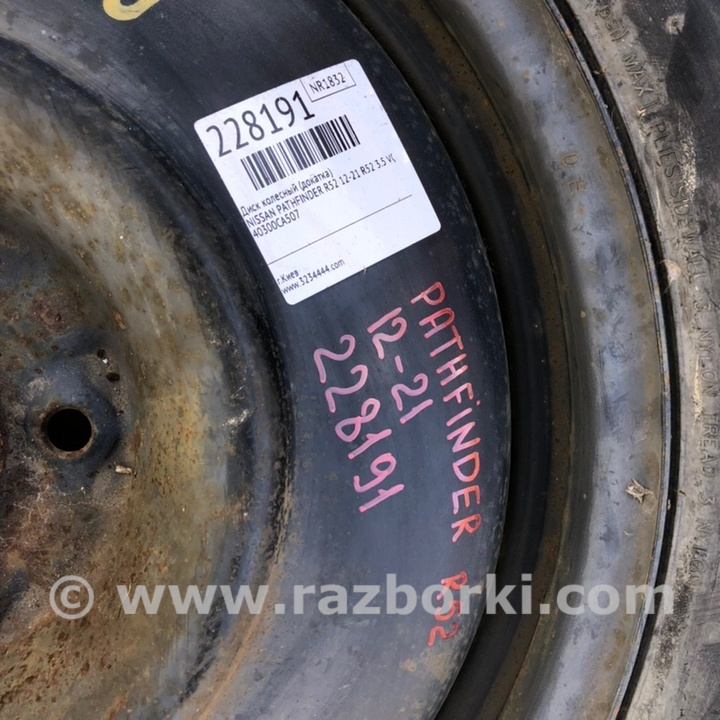 NR1832
228191
Диск колесный (докатка)
NISSAN PATHFINDER R52 12-21 R52 3.5 V(
40300CA507
г.Киев
www.3234444.com
PATHFINDER R52
12-21
228191
© www.razborki.com